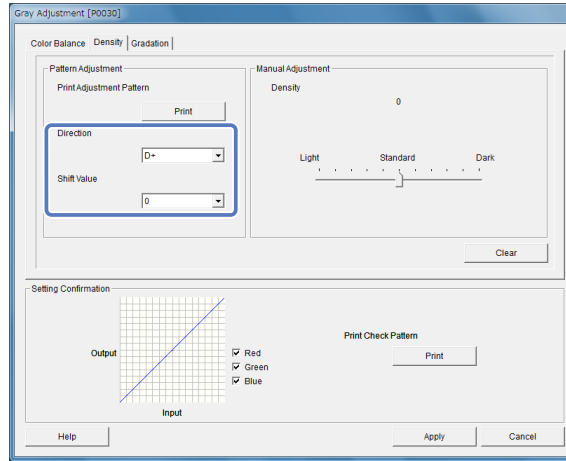 Gray Adjustment [P0030]
Color Balance Density Gradation
Pattern Adjustment
Print Adjustment Pattern
Print
Direction
D+
Shift Value
0
Manual Adjustment
Density
0
Light Standard Dark
Clear
Setting Confirmation
Output
Input
Red
Green
Blue
Print Check Pattern
Print
Help Apply Cancel